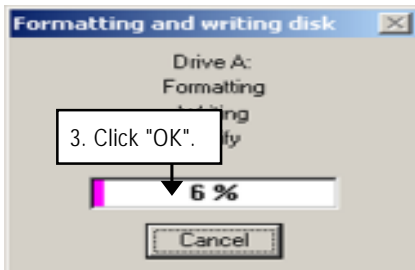 Formatting and writing disk
Drive A:
Formatting
3. Click "OK".
6 %
Cancel